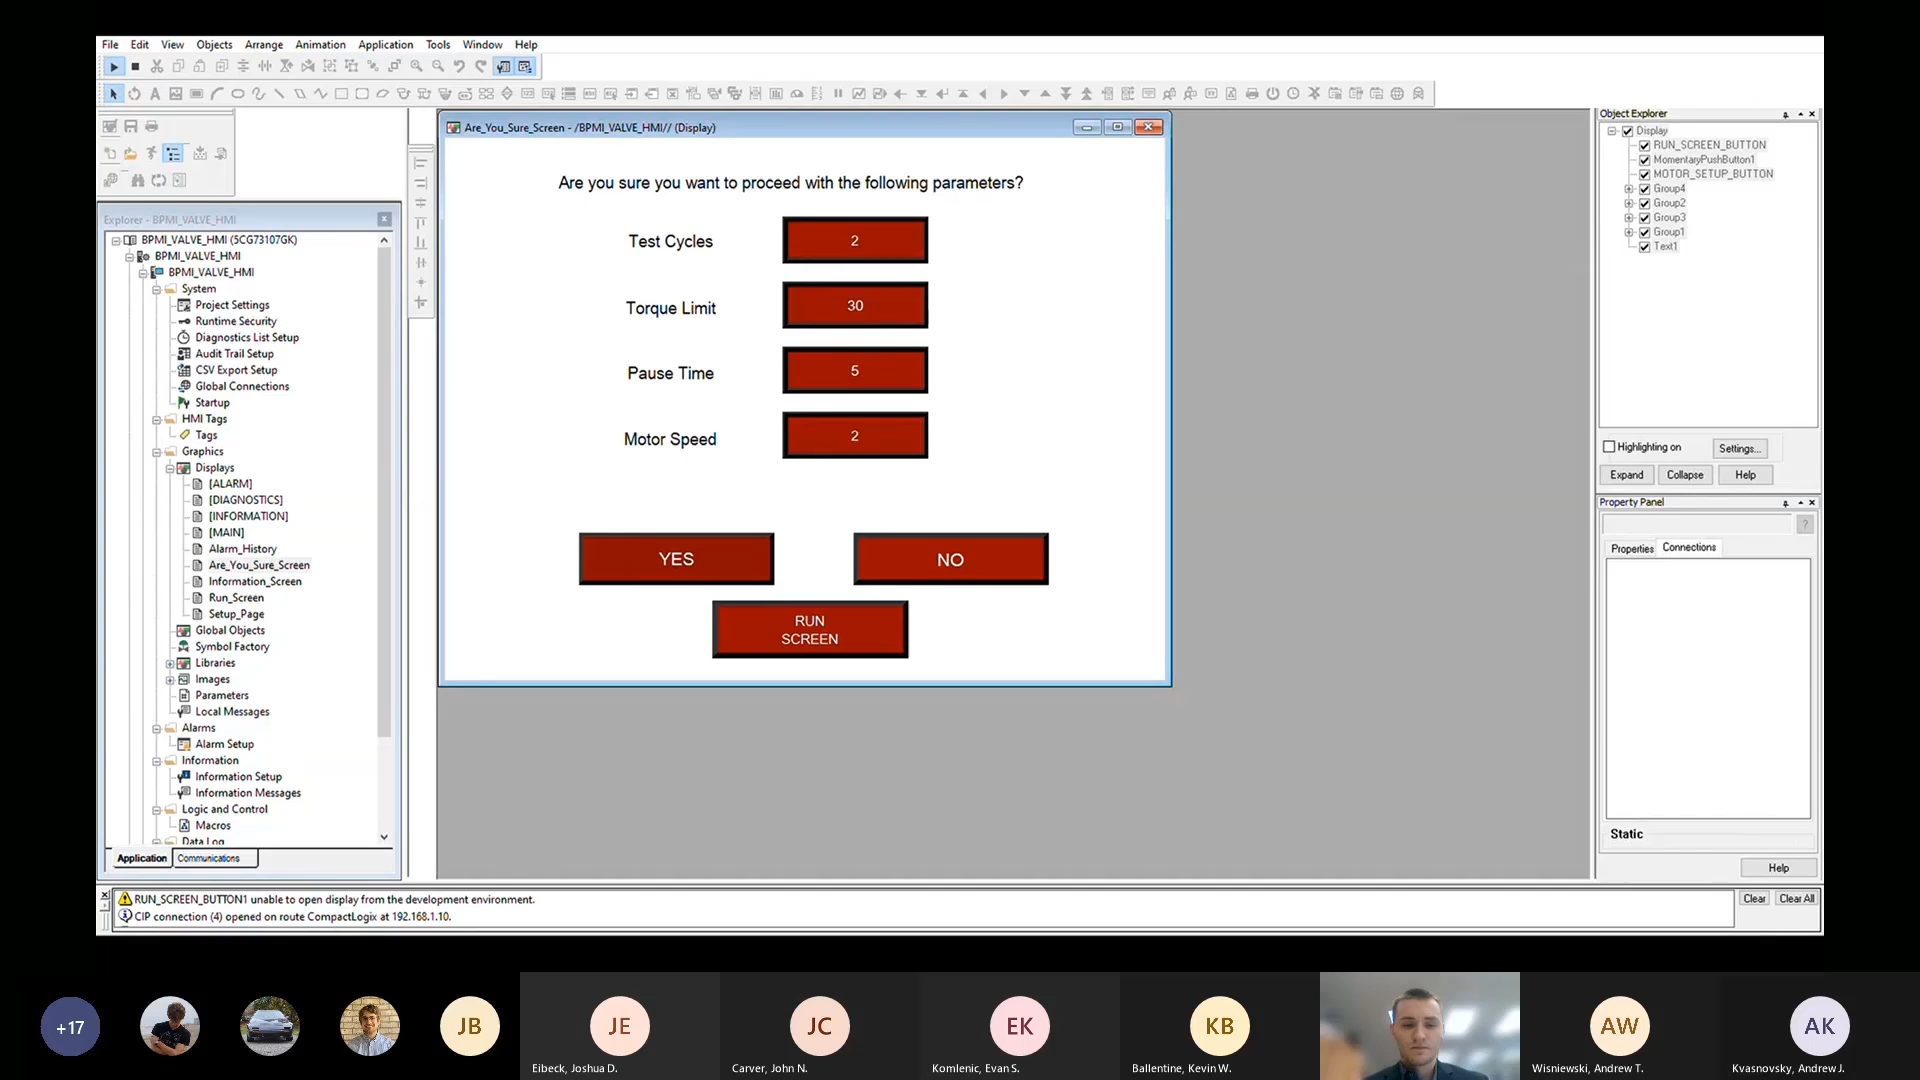 File Edit View Objects Arrange Animation Application Tools Window Help
Explorer - BPMI_VALVE_HMI
BPMI_VALVE_HMI (5CG73107GK)
BPMI_VALVE_HMI
BPMI_VALVE_HMI
System
Project Settings
Runtime Security
Diagnostics List Setup
Audit Trail Setup
CSV Export Setup
Global Connections
Startup
HMI Tags
Tags
Graphics
Displays
[ALARM]
[DIAGNOSTICS]
[INFORMATION]
[MAIN]
Alarm_History
Are_You_Sure_Screen
Information_Screen
Run_Screen
Setup_Page
Global Objects
Symbol Factory
Libraries
Images
Parameters
Local Messages
Alarms
Alarm Setup
Information
Information Setup
Information Messages
Logic and Control
Macros
Data Log
Application Communications
Are_You_Sure_Screen - /BPMI_VALVE_HMI// (Display)
Are you sure you want to proceed with the following parameters?
Test Cycles 2
Torque Limit 30
Pause Time 5
Motor Speed 2
YES NO
RUN
SCREEN
Object Explorer
Display
RUN_SCREEN_BUTTON
MomentaryPushButton1
MOTOR_SETUP_BUTTON
Group4
Group2
Group3
Group1
Text1
Highlighting on Settings...
Expand Collapse Help
Property Panel
?
Properties Connections
Static
Help
RUN_SCREEN_BUTTON1 unable to open display from the development environment.
CIP connection (4) opened on route CompactLogix at 192.168.1.10.
Clear Clear All
+17 JB JE JC EK KB AW AK
Eibeck, Joshua D. Carver, John N. Komlenic, Evan S. Ballentine, Kevin W. Wisniewski, Andrew T. Kvasnovsky, Andrew J.